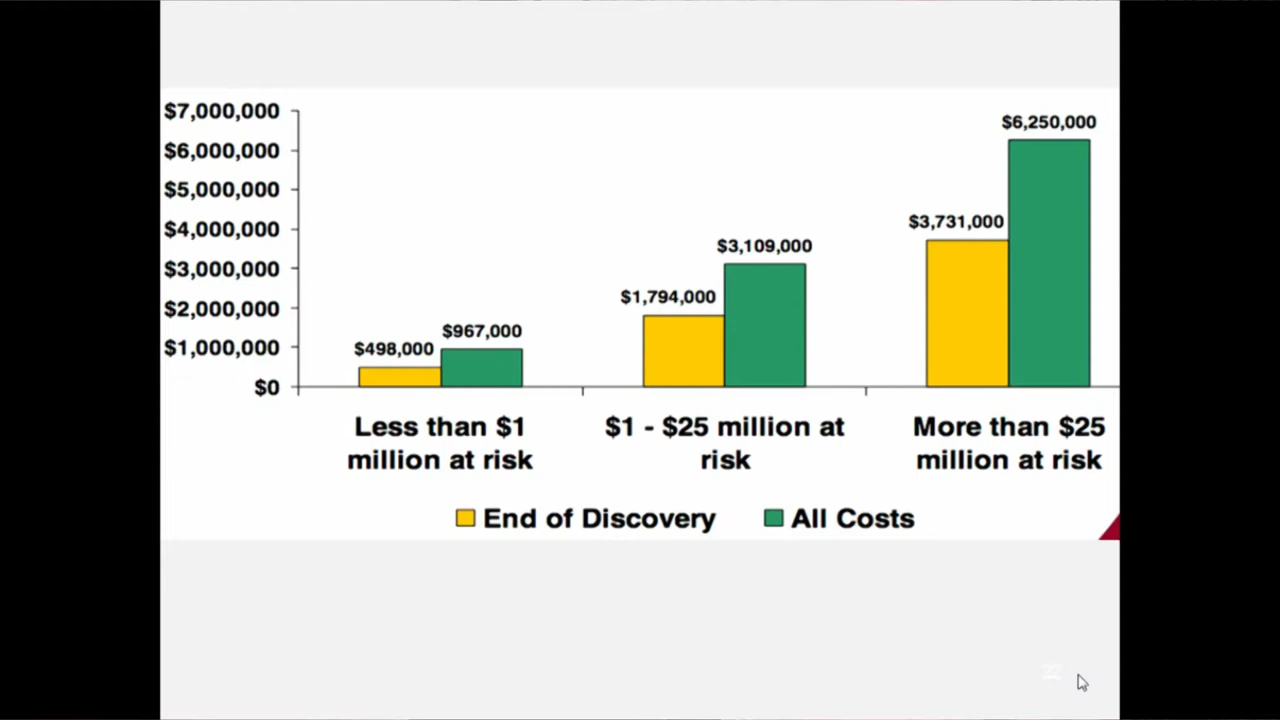 $7,000,000
$6,000,000
$5,000,000
$4,000,000
$3,000,000
$2,000,000
$1,000,000
$0
$498,000
$967,000
$1,794,000
$3,109,000
$3,731,000
$6,250,000
Less than $1
million at risk
$1 - $25 million at
risk
More than $25
million at risk
End of Discovery
All Costs